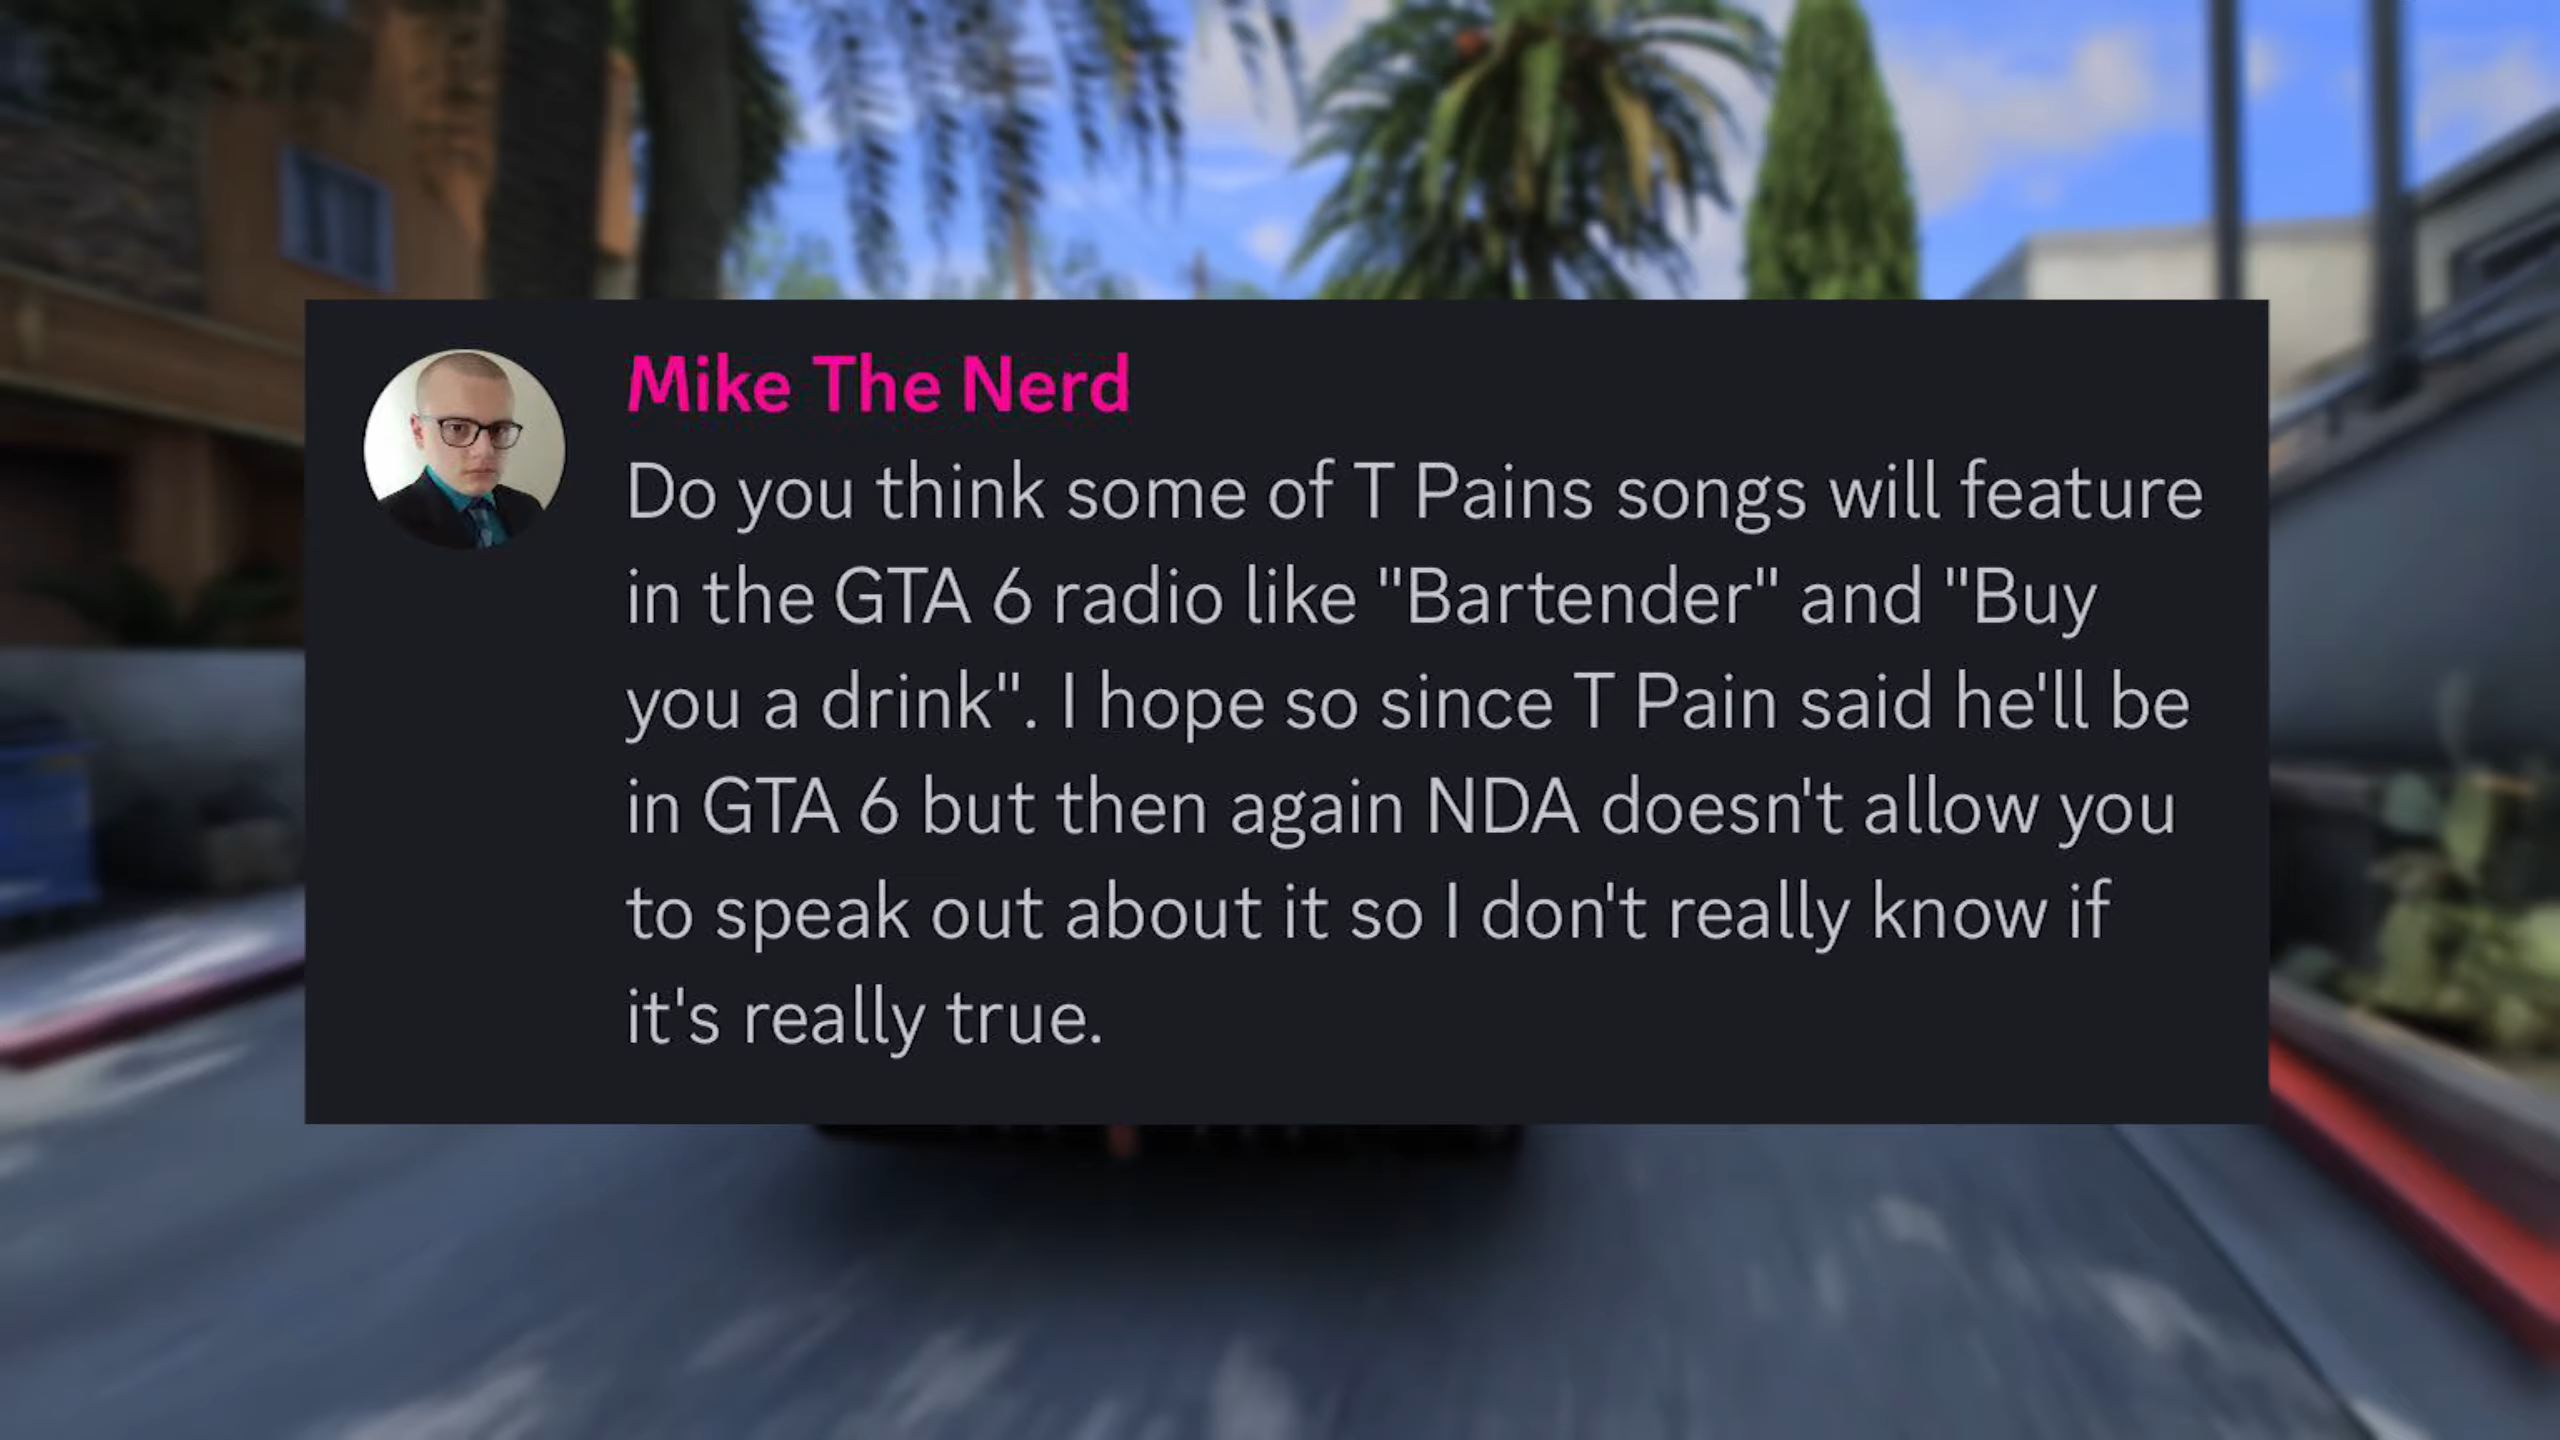 Mike The Nerd
Do you think some of T Pains songs will feature
in the GTA 6 radio like "Bartender" and "Buy
you a drink". I hope so since T Pain said he'll be
in GTA 6 but then again NDA doesn't allow you
to speak out about it so I don't really know if
it's really true.